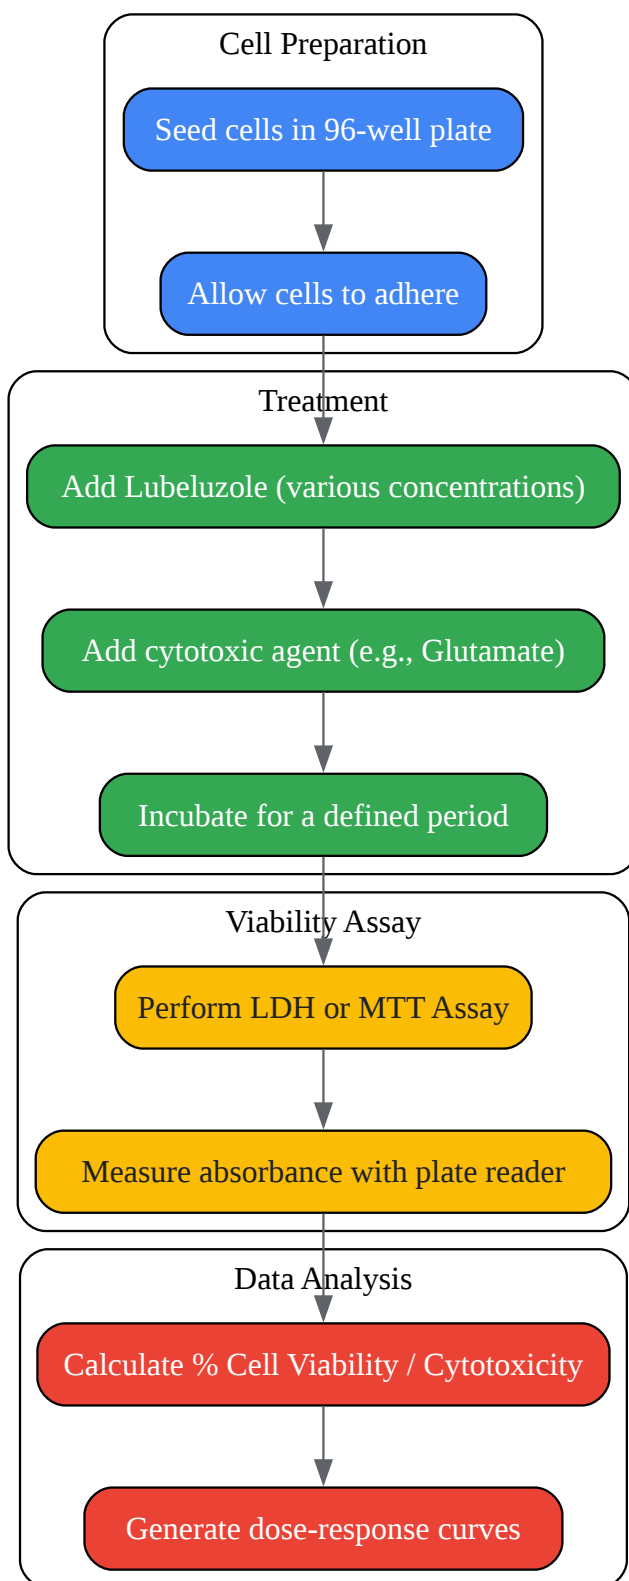 Cell Preparation
Seed cells in 96-well plate
Allow cells to adhere
Treatment
Add Lubeluzole (various concentrations)
Add cytotoxic agent (e.g., Glutamate)
Incubate for a defined period
Viability Assay
Perform LDH or MTT Assay
Measure absorbance with plate reader
Data Analysis
Calculate % Cell Viability / Cytotoxicity
Generate dose-response curves